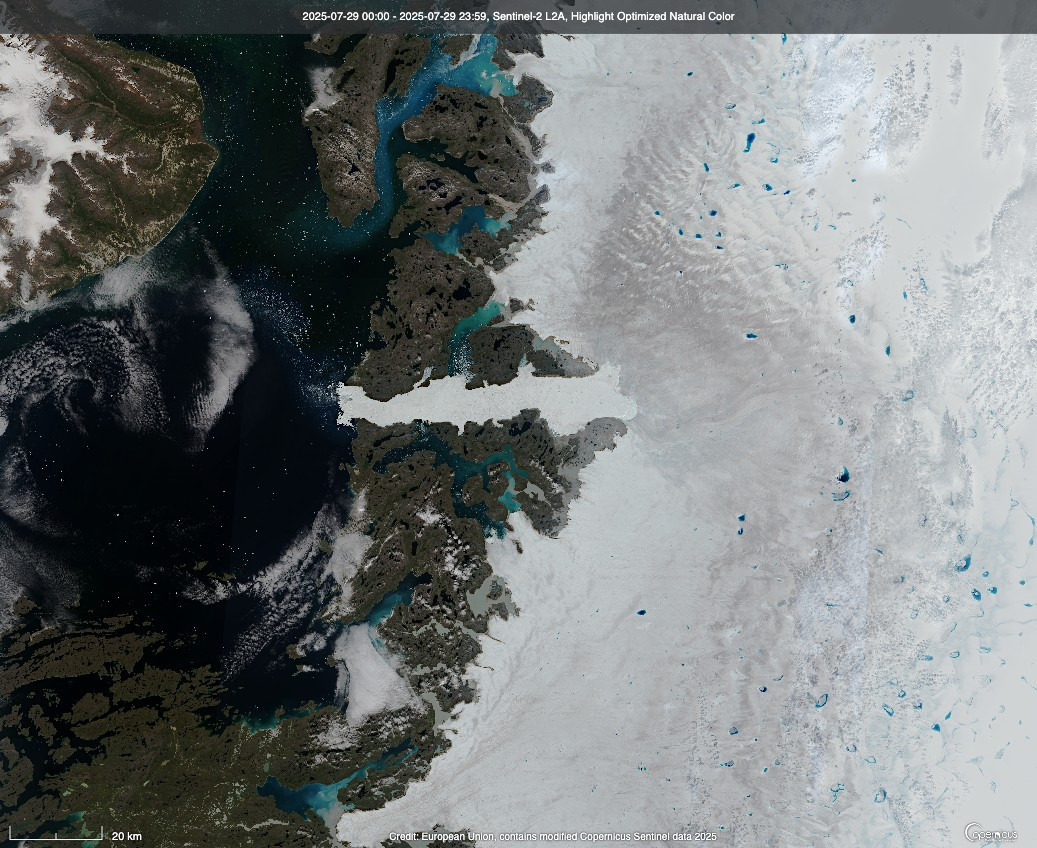 2025-07-29 00:00 - 2025-07-29 23:59, Sentinel-2 L2A, Highlight Optimized Natural Color
20 km
Credit: European Union, contains modified Copernicus Sentinel data 2025
Copernicus